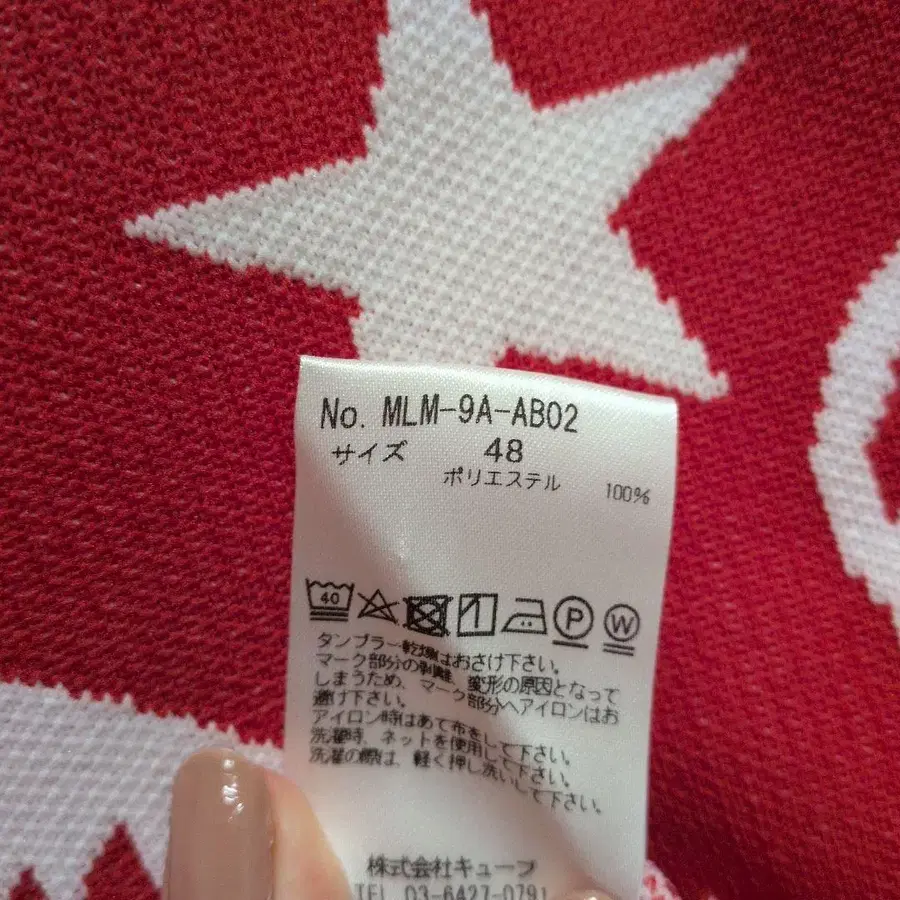 No. MLM-9A-AB02
サイズ 48
ポリエステル 100%
40
P W
タンブラー乾燥はおさけ下さい。
マーク部分の剥離、変形の原因となって
しまうため、マーク部分へアイロンはお
避け下さい。
アイロン時はあて布をして下さい。
洗濯時、ネットを使用して下さい。
洗濯の際は、軽く押し洗いして下さい。
株式会社キューブ
TEL 03-6427-0791